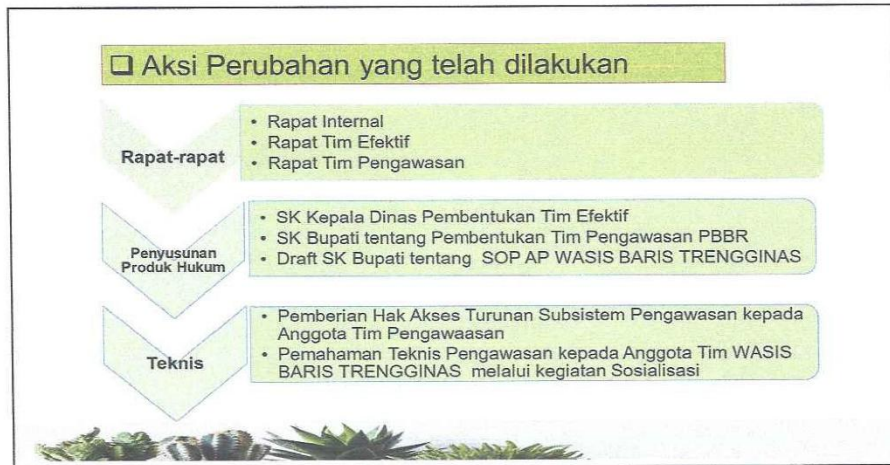 ❑ Aksi Perubahan yang telah dilakukan
Rapat-rapat
• Rapat Internal
• Rapat Tim Efektif
• Rapat Tim Pengawasan
Penyusunan
Produk Hukum
• SK Kepala Dinas Pembentukan Tim Efektif
• SK Bupati tentang Pembentukan Tim Pengawasan PBBR
• Draft SK Bupati tentang SOP AP WASIS BARIS TRENGGINAS
Teknis
• Pemberian Hak Akses Turunan Subsistem Pengawasan kepada
Anggota Tim Pengawaasan
• Pemahaman Teknis Pengawasan kepada Anggota Tim WASIS
BARIS TRENGGINAS melalui kegiatan Sosialisasi